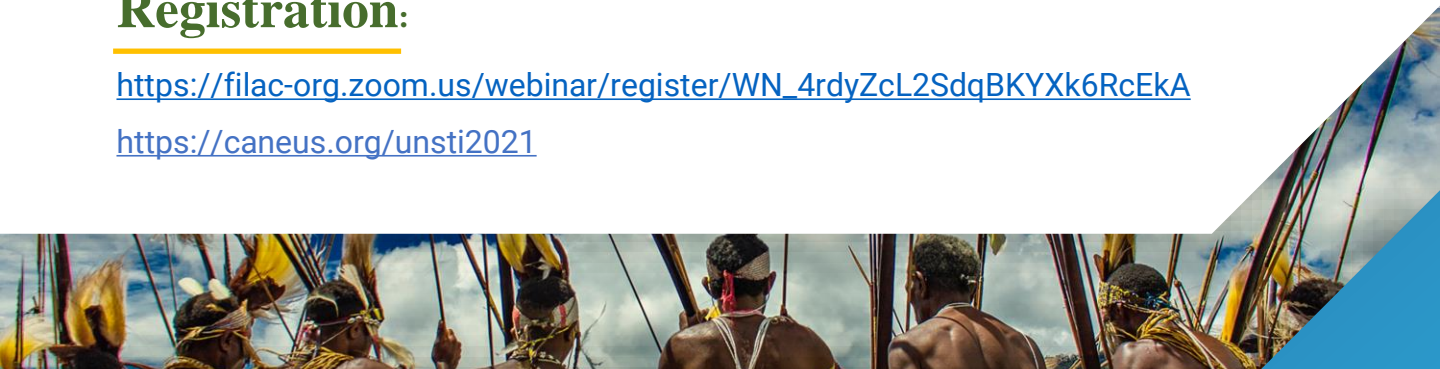 Registration:
https://filac-org.zoom.us/webinar/register/WN_4rdyZcL2SdqBKYXk6RcEkA
https://caneus.org/unsti2021